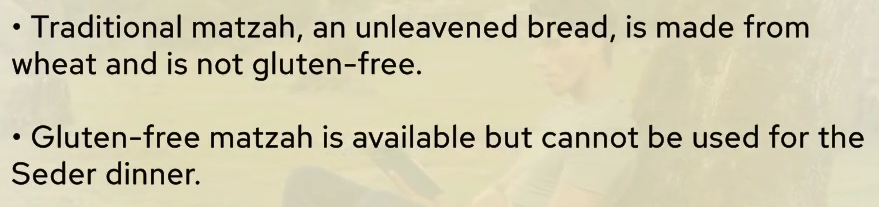 • Traditional matzah, an unleavened bread, is made from
wheat and is not gluten-free.
• Gluten-free matzah is available but cannot be used for the
Seder dinner.